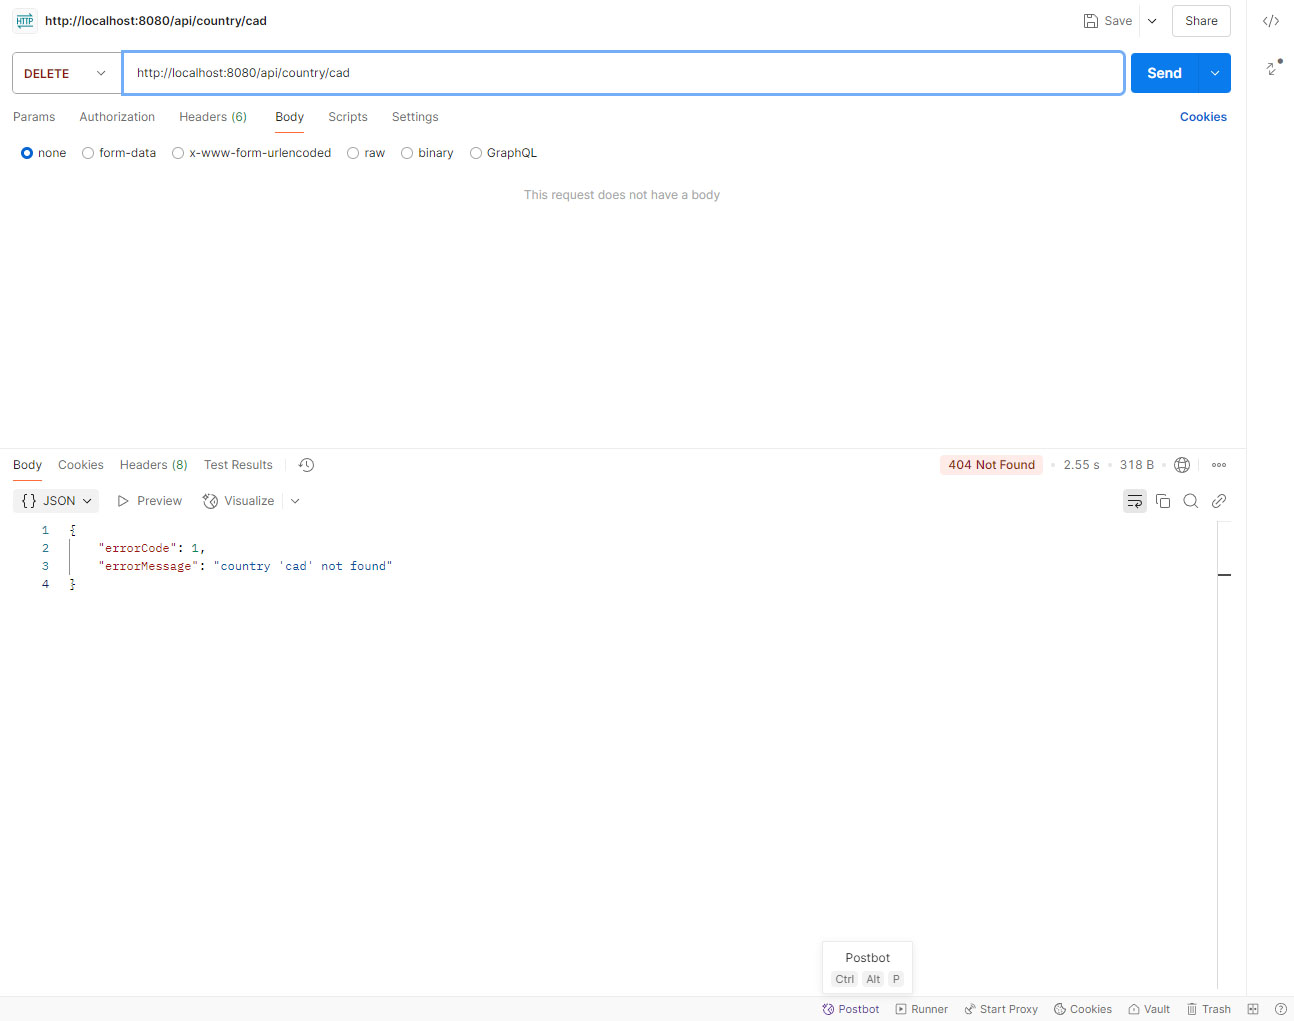 HTTP http://localhost:8080/api/country/cad Save Share
DELETE http://localhost:8080/api/country/cad Send
Params Authorization Headers (6) Body Scripts Settings Cookies
none form-data x-www-form-urlencoded raw binary GraphQL
This request does not have a body
Body Cookies Headers (8) Test Results 404 Not Found 2.55 s 318 B
{} JSON Preview Visualize
1 {
2 "errorCode": 1,
3 "errorMessage": "country 'cad' not found"
4 }
Postbot
Ctrl Alt P
Postbot Runner Start Proxy Cookies Vault Trash